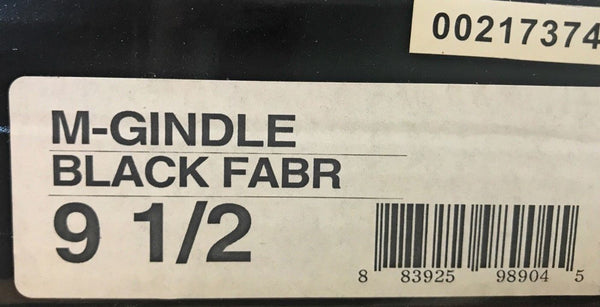 00217374
M-GINDLE
BLACK FABR
9 1/2
8 83925 98904 5